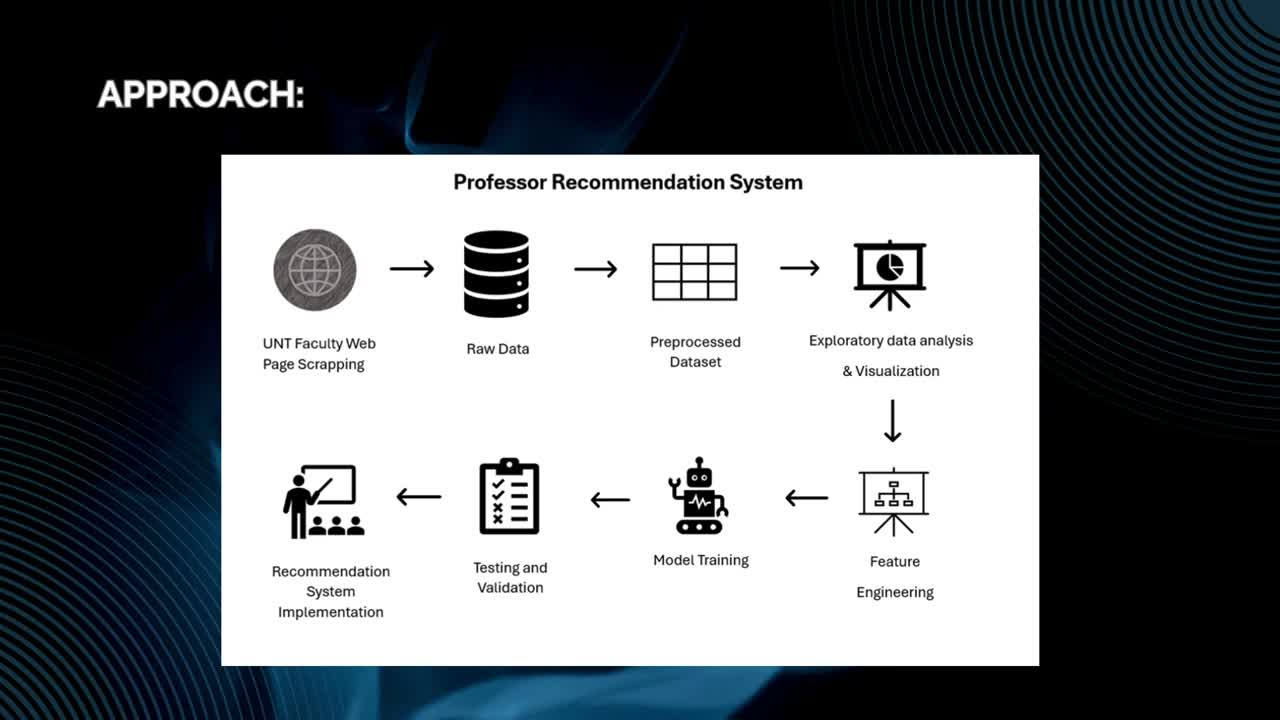 APPROACH:
Professor Recommendation System
UNT Faculty Web
Page Scrapping
Raw Data
Preprocessed
Dataset
Exploratory data analysis
& Visualization
Recommendation
System
Implementation
Testing and
Validation
Model Training
Feature
Engineering